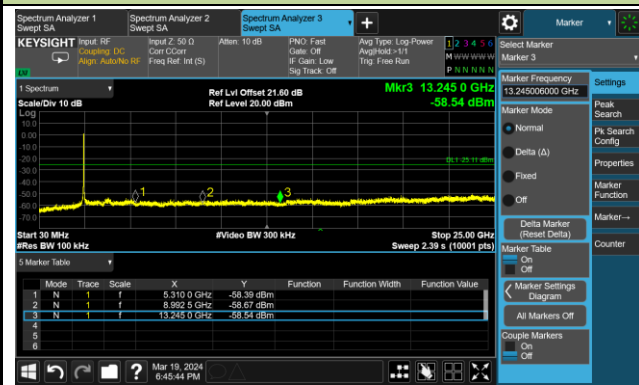 Spectrum Analyzer 1
Swept SA
Spectrum Analyzer 2
Swept SA
Spectrum Analyzer 3
Swept SA
Marker
KEYSIGHT
Input: RF
Coupling: DC
Align: Auto/No RF
Input Z: 50 Ω
Corr CCorr
Freq Ref: Int (S)
Atten: 10 dB
PNO: Fast
Gate: Off
IF Gain: Low
Sig Track: Off
Avg Type: Log-Power
Avg|Hold:>1/1
Trig: Free Run
1 2 3 4 5 6
M W W W W W
P N N N N N
LVI
Select Marker
Marker 3
1 Spectrum
Scale/Div 10 dB
Ref Lvl Offset 21.60 dB
Ref Level 20.00 dBm
Mkr3 13.245 0 GHz
-58.54 dBm
Log
10.0
0.00
-10.0
-20.0
-30.0
-40.0
-50.0
-60.0
-70.0
DL1 -25.11 dBm
1
2
3
Start 30 MHz
#Res BW 100 kHz
#Video BW 300 kHz
Stop 25.00 GHz
Sweep 2.39 s (10001 pts)
5 Marker Table
Mode Trace Scale X Y Function Function Width Function Value
1 N 1 f 5.310 0 GHz -58.39 dBm
2 N 1 f 8.992 5 GHz -58.67 dBm
3 N 1 f 13.245 0 GHz -58.54 dBm
4
5
6
Marker Frequency
13.245006000 GHz
Marker Mode
Normal
Delta (Δ)
Fixed
Off
Delta Marker
(Reset Delta)
Marker Table
On
Off
Marker Settings
Diagram
All Markers Off
Couple Markers
On
Off
Settings
Peak
Search
Pk Search
Config
Properties
Marker
Function
Marker→
Counter
?
Mar 19, 2024
6:45:44 PM